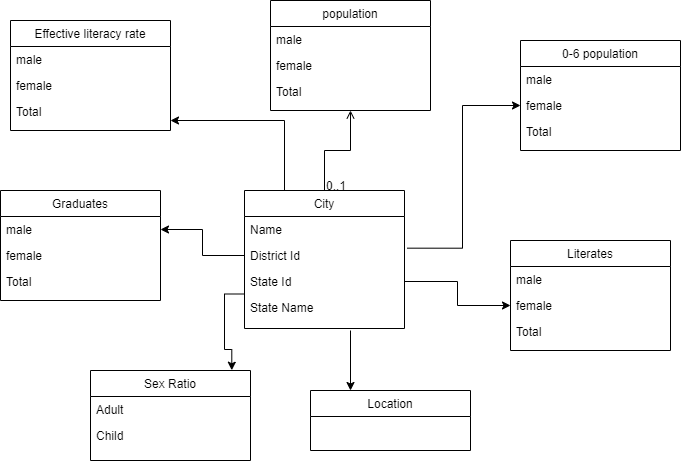 population
male
female
Total
Effective literacy rate
male
female
Total
0-6 population
male
female
Total
0..1
Graduates
male
female
Total
City
Name
District Id
State Id
State Name
Literates
male
female
Total
Sex Ratio
Adult
Child
Location